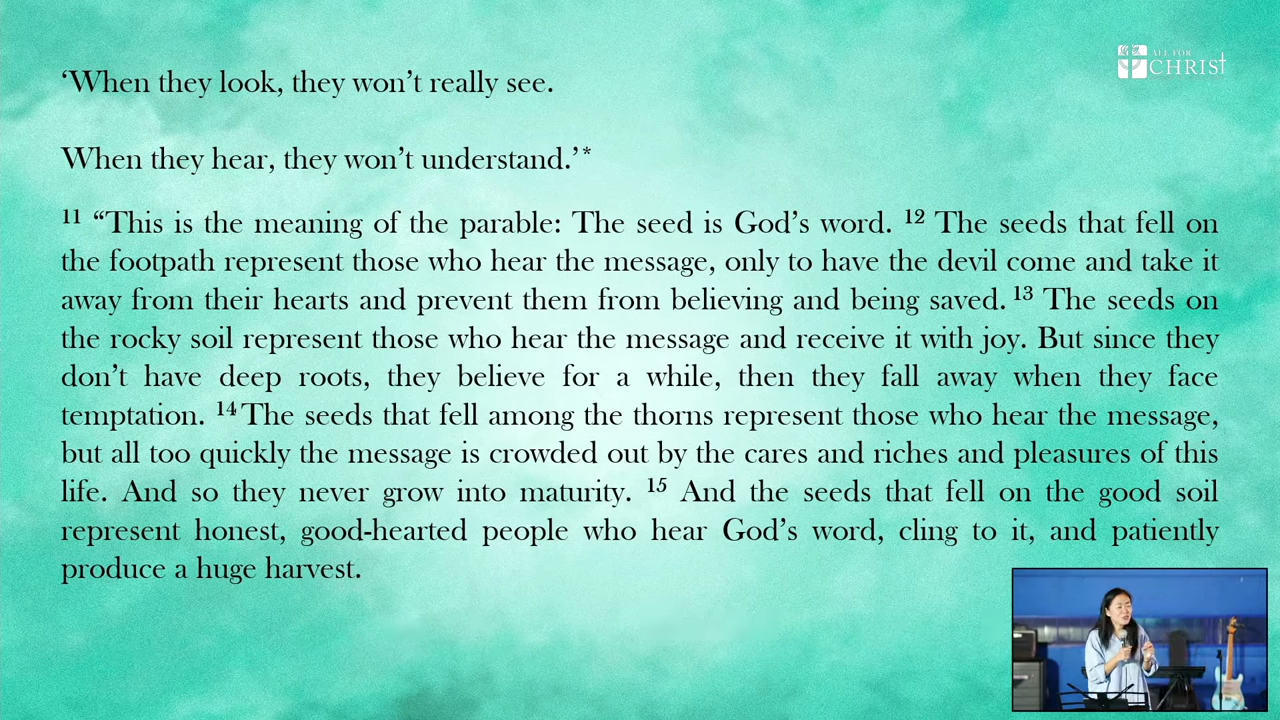 ALL FOR
CHRIST
‘When they look, they won’t really see.
When they hear, they won’t understand.’*
11 “This is the meaning of the parable: The seed is God’s word. 12 The seeds that fell on
the footpath represent those who hear the message, only to have the devil come and take it
away from their hearts and prevent them from believing and being saved. 13 The seeds on
the rocky soil represent those who hear the message and receive it with joy. But since they
don’t have deep roots, they believe for a while, then they fall away when they face
temptation. 14 The seeds that fell among the thorns represent those who hear the message,
but all too quickly the message is crowded out by the cares and riches and pleasures of this
life. And so they never grow into maturity. 15 And the seeds that fell on the good soil
represent honest, good-hearted people who hear God’s word, cling to it, and patiently
produce a huge harvest.